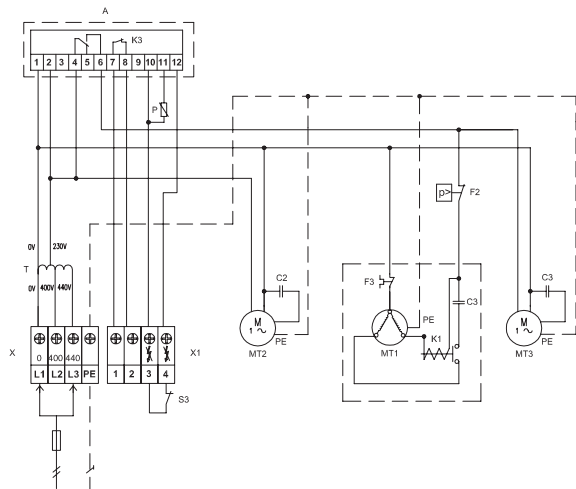 A
K3
1 2 3 4 5 6 7 8 9 10 11 12
P
p> F2
0V 230V
T
0V 400V 440V
F3
C2
C3
C3
M 1~
PE
MT2
PE
MT1
K1
M 1~
PE
MT3
X
0 400 440
L1 L2 L3 PE
X1
1 2 3 4
S3